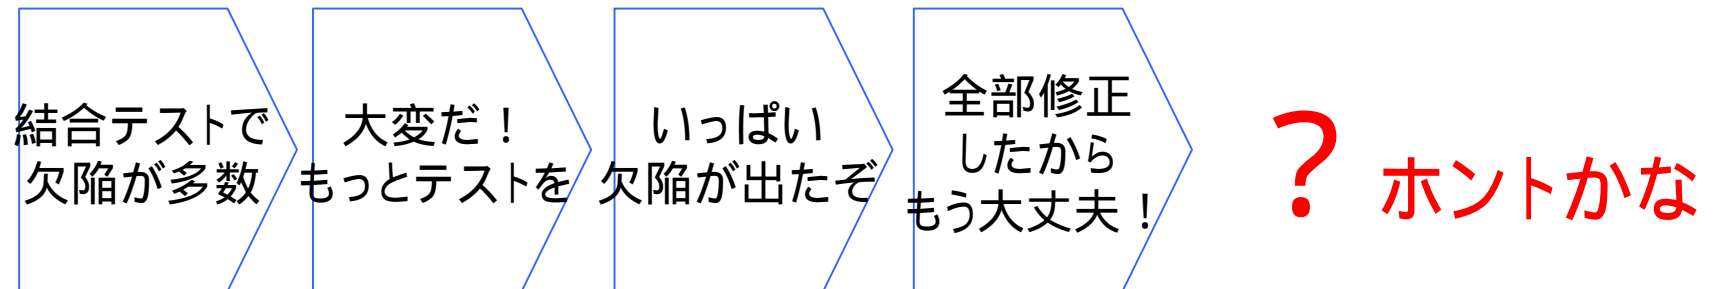 結合テストで
欠陥が多数
大変だ！
もっとテストを
いっぱい
欠陥が出たぞ
全部修正
したから
もう大丈夫！
？ホントかな